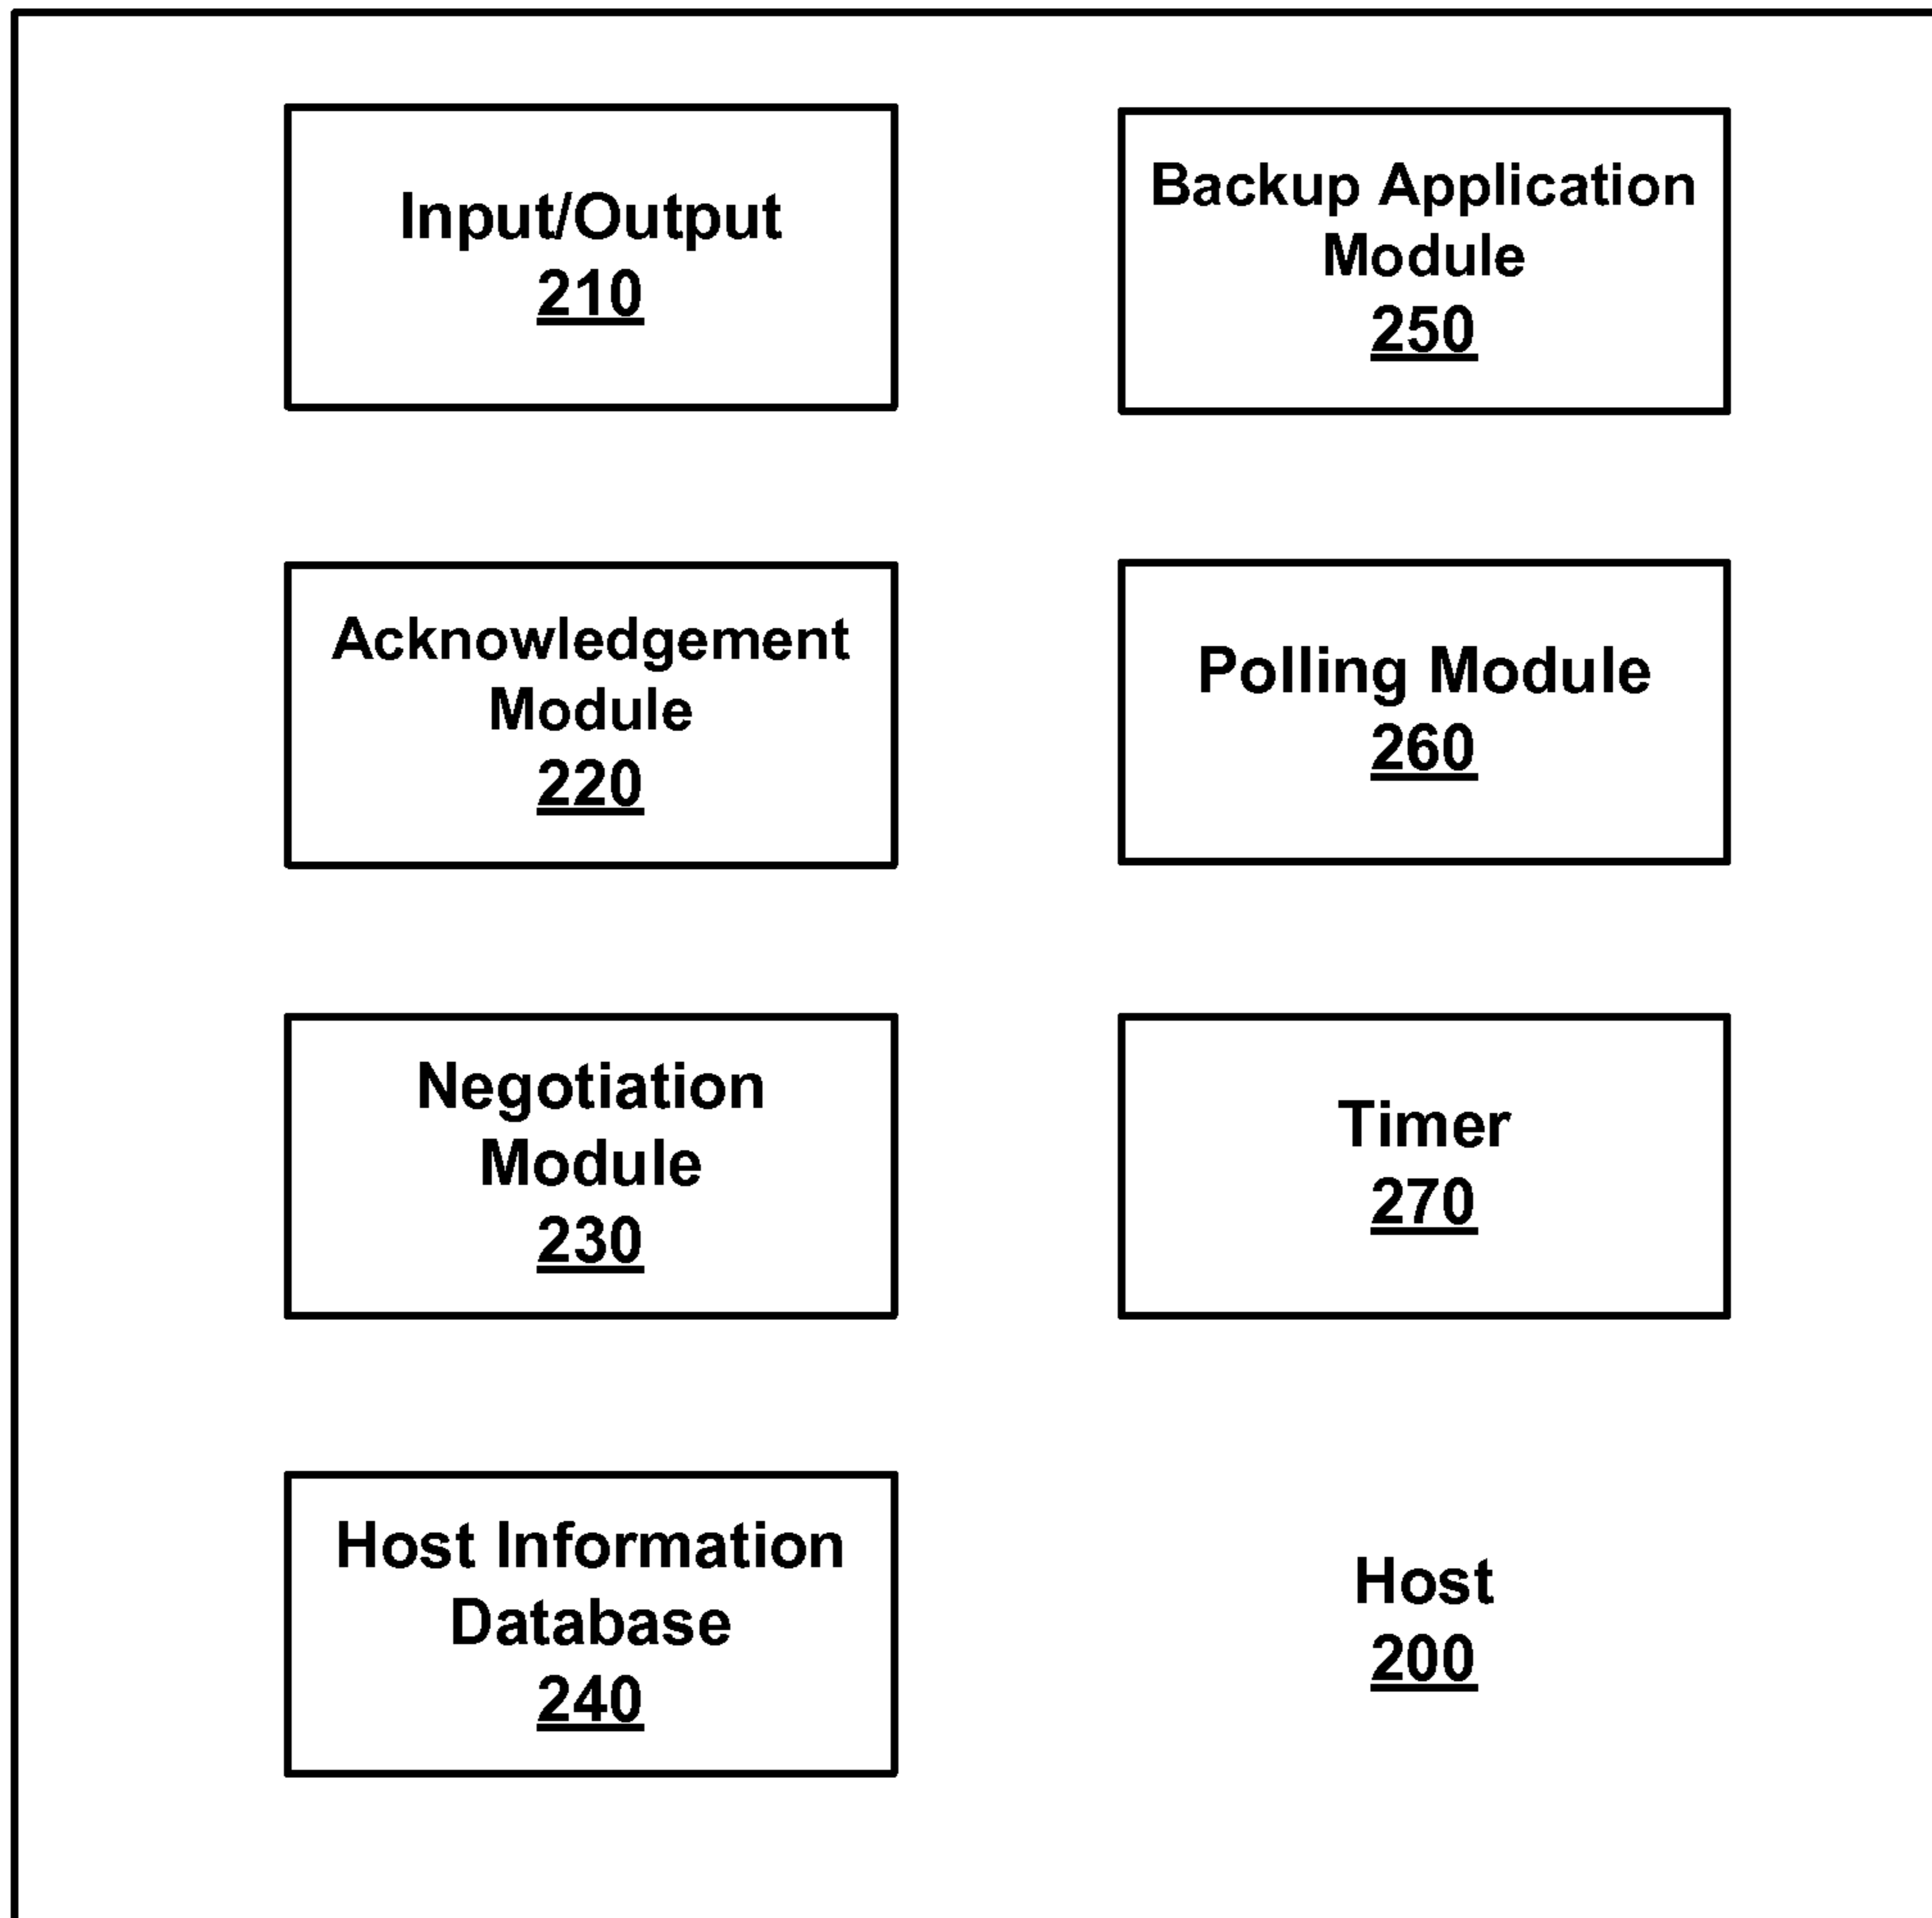 Input/Output
210
Acknowledgement
Module
220
Negotiation
Module
230
Host Information
Database
240
Backup Application
Module
250
Polling Module
260
Timer
270
Host
200